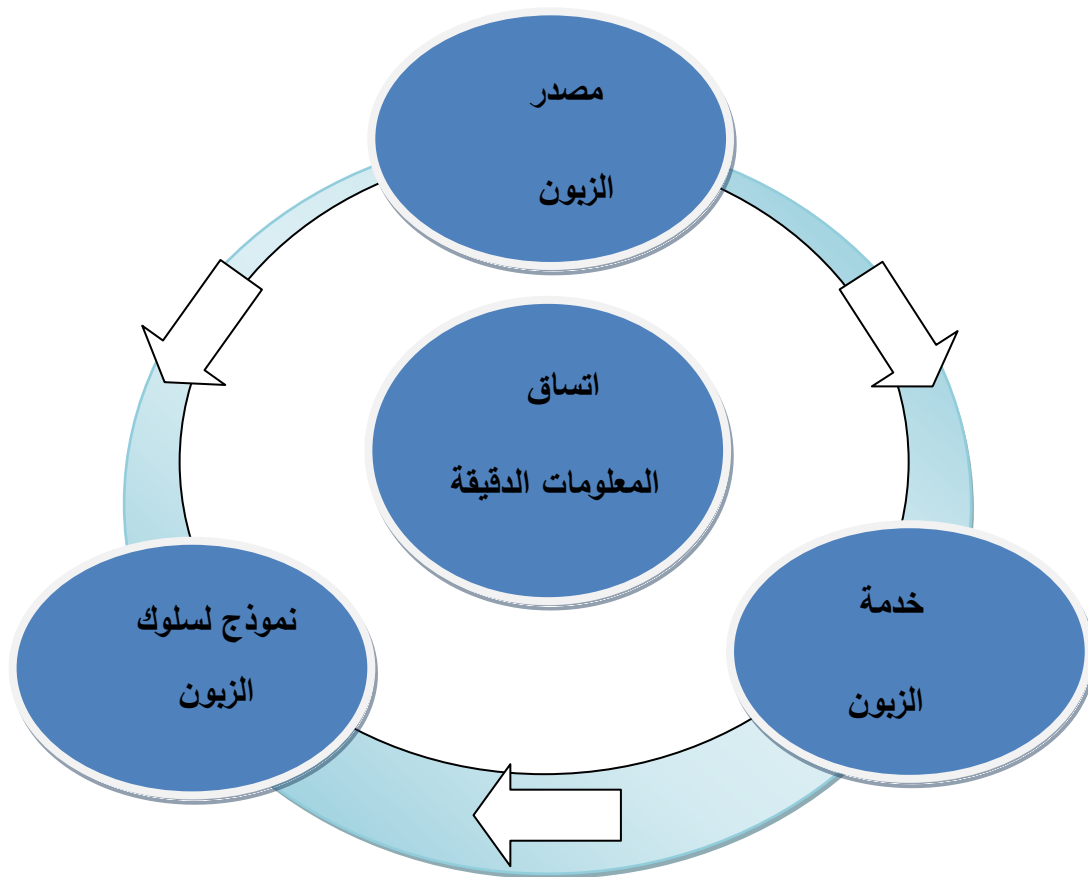 مصدر
الزبون
اتساق
المعلومات الدقيقة
خدمة
الزبون
نموذج لسلوك
الزبون